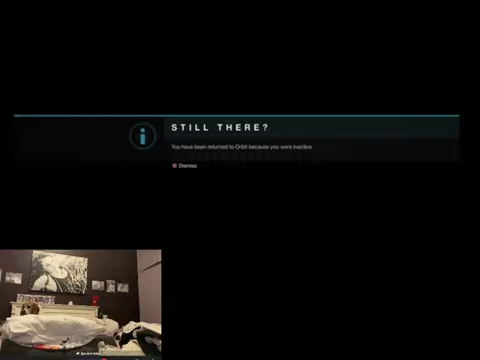 STILL THERE?
You have been returned to Orbit because you were inactive
Dismiss